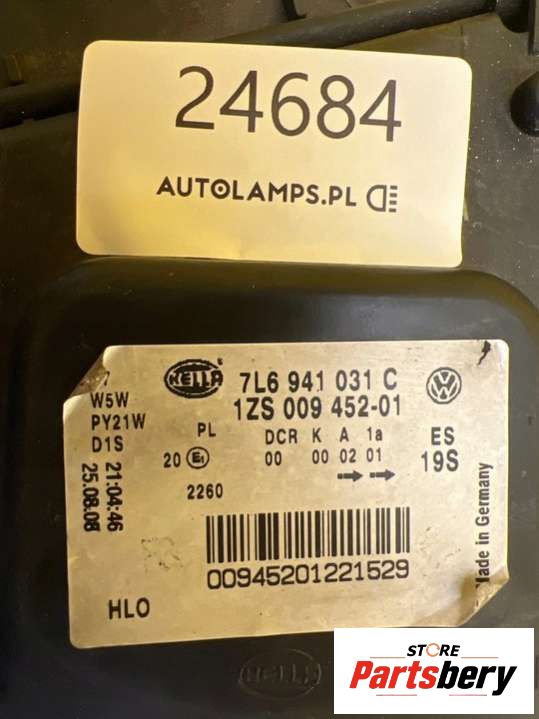 24684
AUTOLAMPS.PL
HELLA
7L6 941 031 C
1ZS 009 452-01
W5W
PY21W
D1S
PL DCR K A 1a
20 E1 00 00 02 01
2260
ES
19S
21:04:46
25.08.08
00945201221529
HLO
Made in Germany
HELLA
STORE
Partsbery